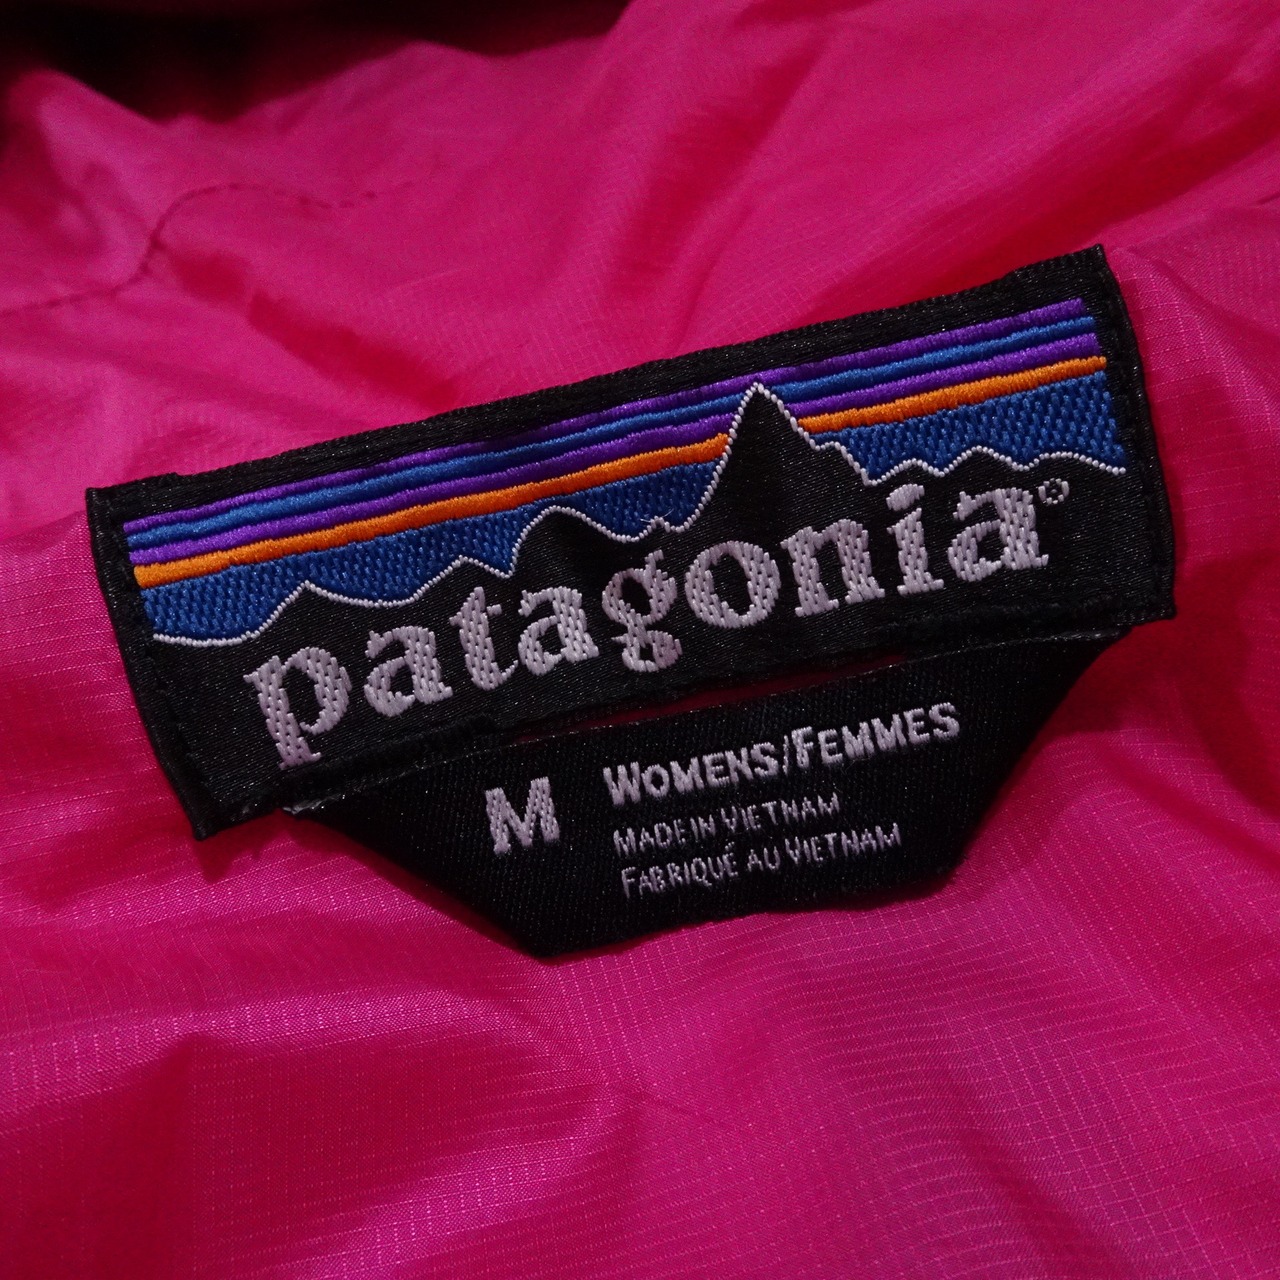 patagonia®
M
WOMENS/FEMMES
MADE IN VIETNAM
FABRIQUÉ AU VIETNAM